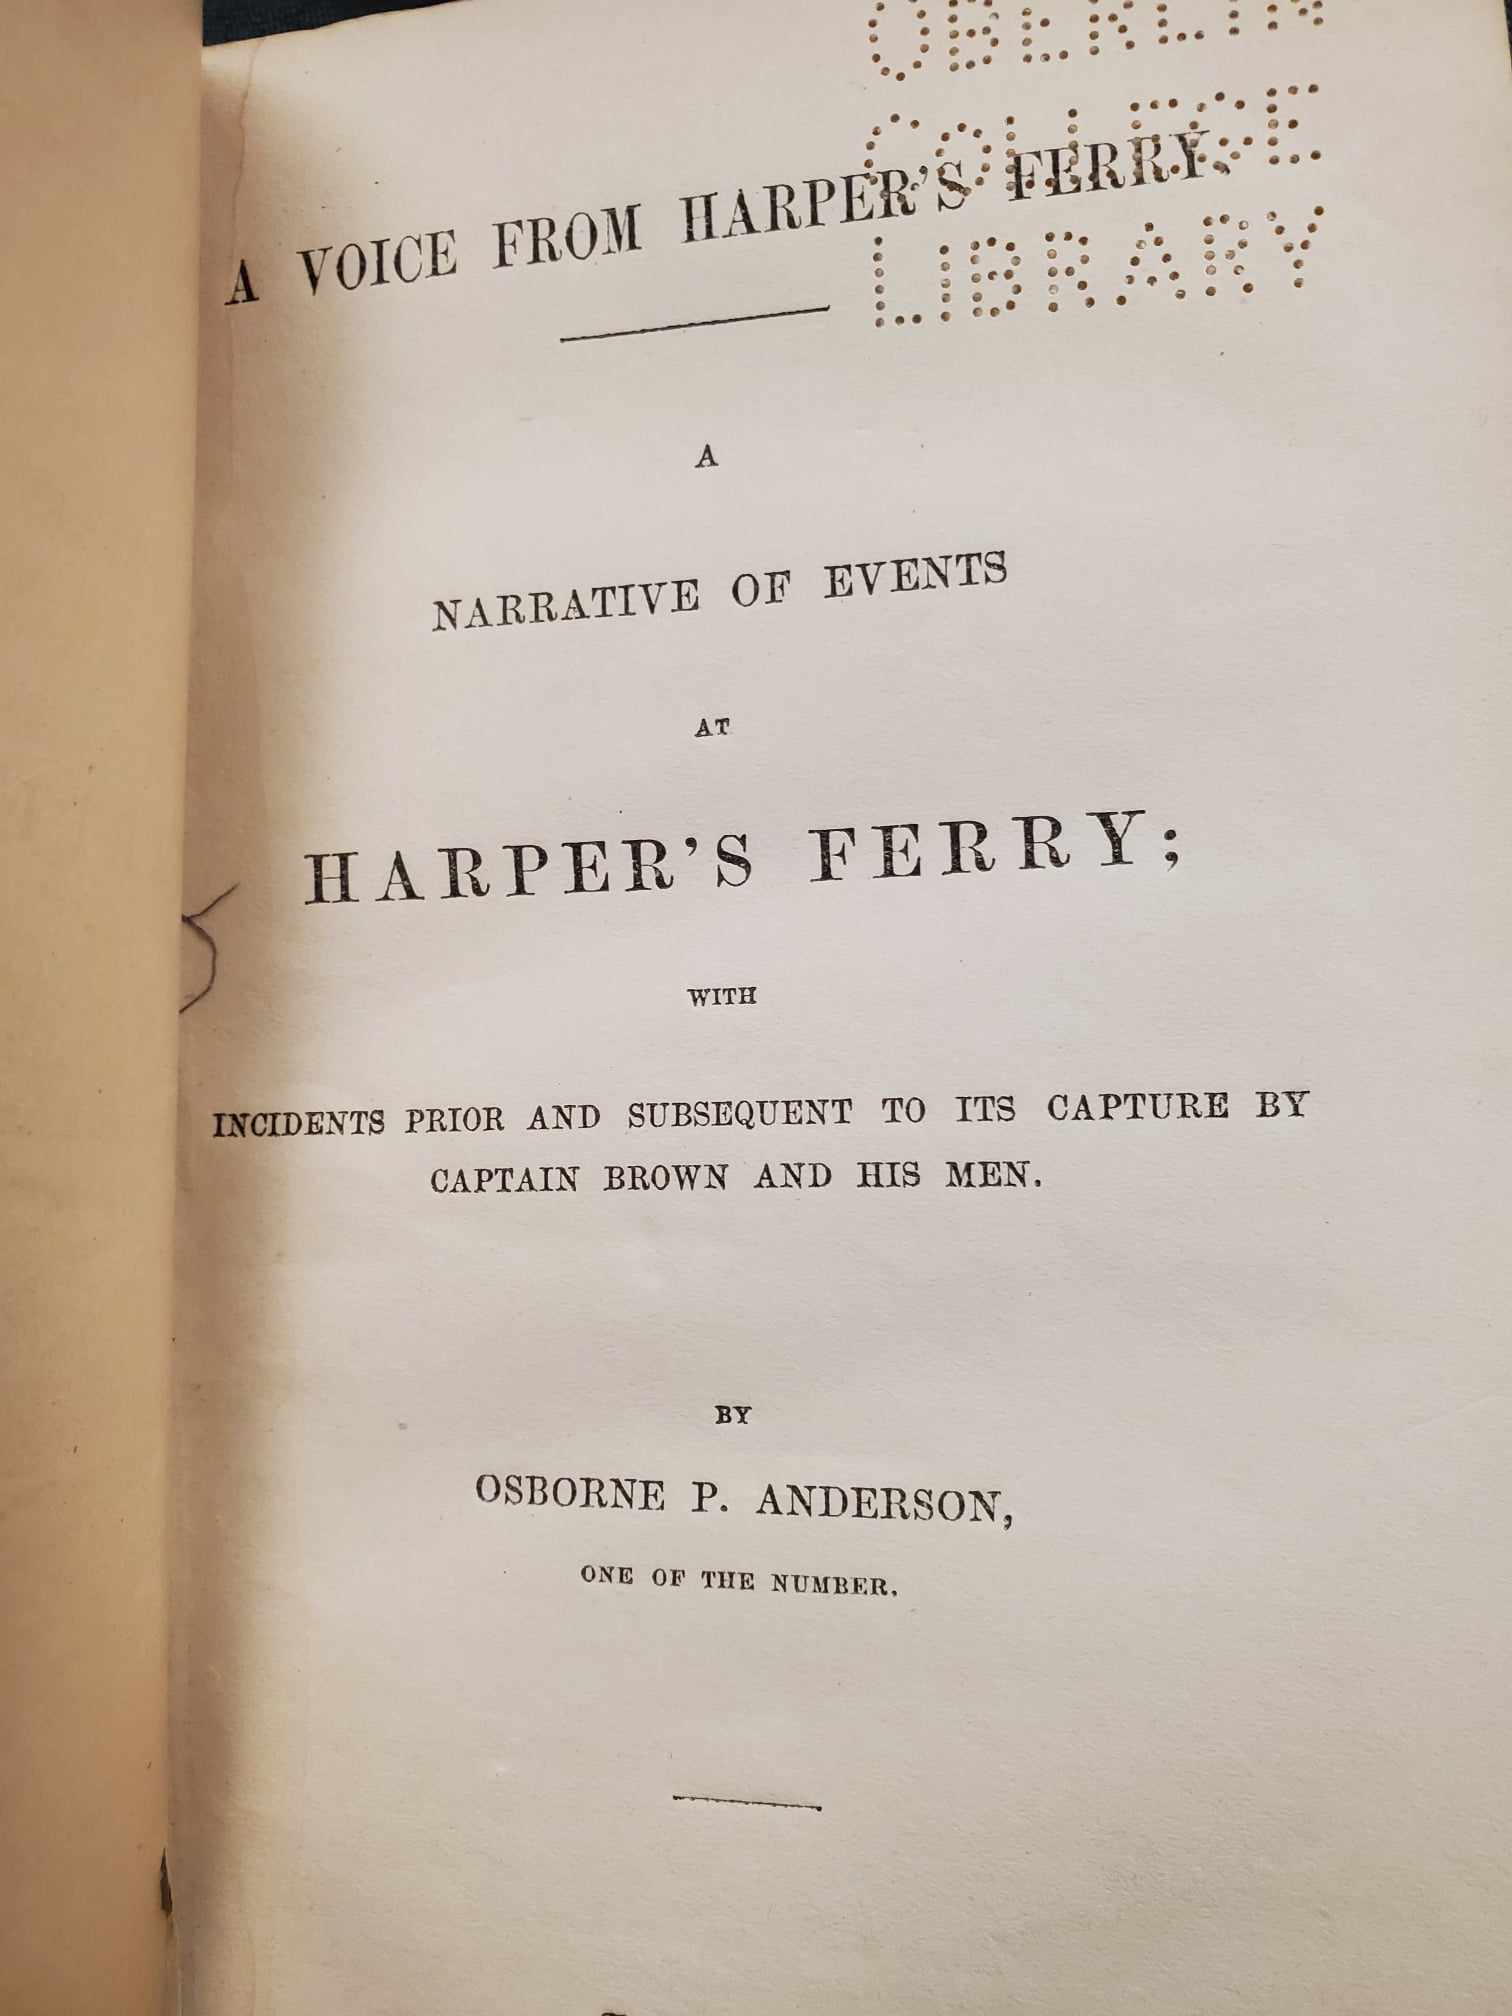 OBERLIN
COLLEGE
LIBRARY
A VOICE FROM HARPER'S FERRY.
A
NARRATIVE OF EVENTS
AT
HARPER'S FERRY;
WITH
INCIDENTS PRIOR AND SUBSEQUENT TO ITS CAPTURE BY
CAPTAIN BROWN AND HIS MEN.
BY
OSBORNE P. ANDERSON,
ONE OF THE NUMBER.